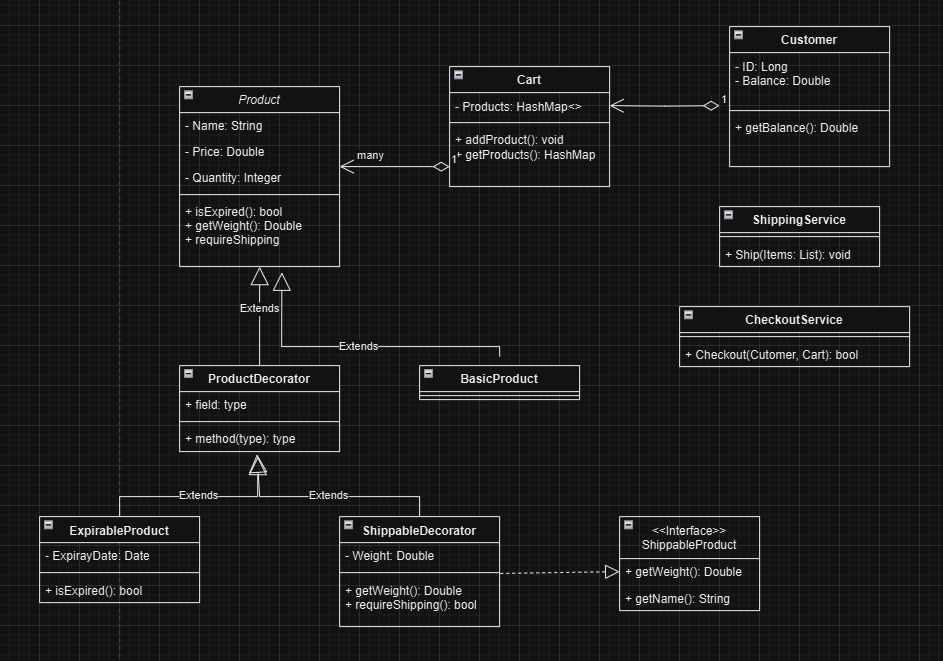 Customer
- ID: Long
- Balance: Double
+ getBalance(): Double
1
Cart
- Products: HashMap<>
+ addProduct(): void
+ getProducts(): HashMap
1
many
Product
- Name: String
- Price: Double
- Quantity: Integer
+ isExpired(): bool
+ getWeight(): Double
+ requireShipping
ShippingService
+ Ship(Items: List): void
CheckoutService
+ Checkout(Cutomer, Cart): bool
Extends
Extends
ProductDecorator
+ field: type
+ method(type): type
BasicProduct
Extends
Extends
ExpirableProduct
- ExpirayDate: Date
+ isExpired(): bool
ShippableDecorator
- Weight: Double
+ getWeight(): Double
+ requireShipping(): bool
<<Interface>>
ShippableProduct
+ getWeight(): Double
+ getName(): String